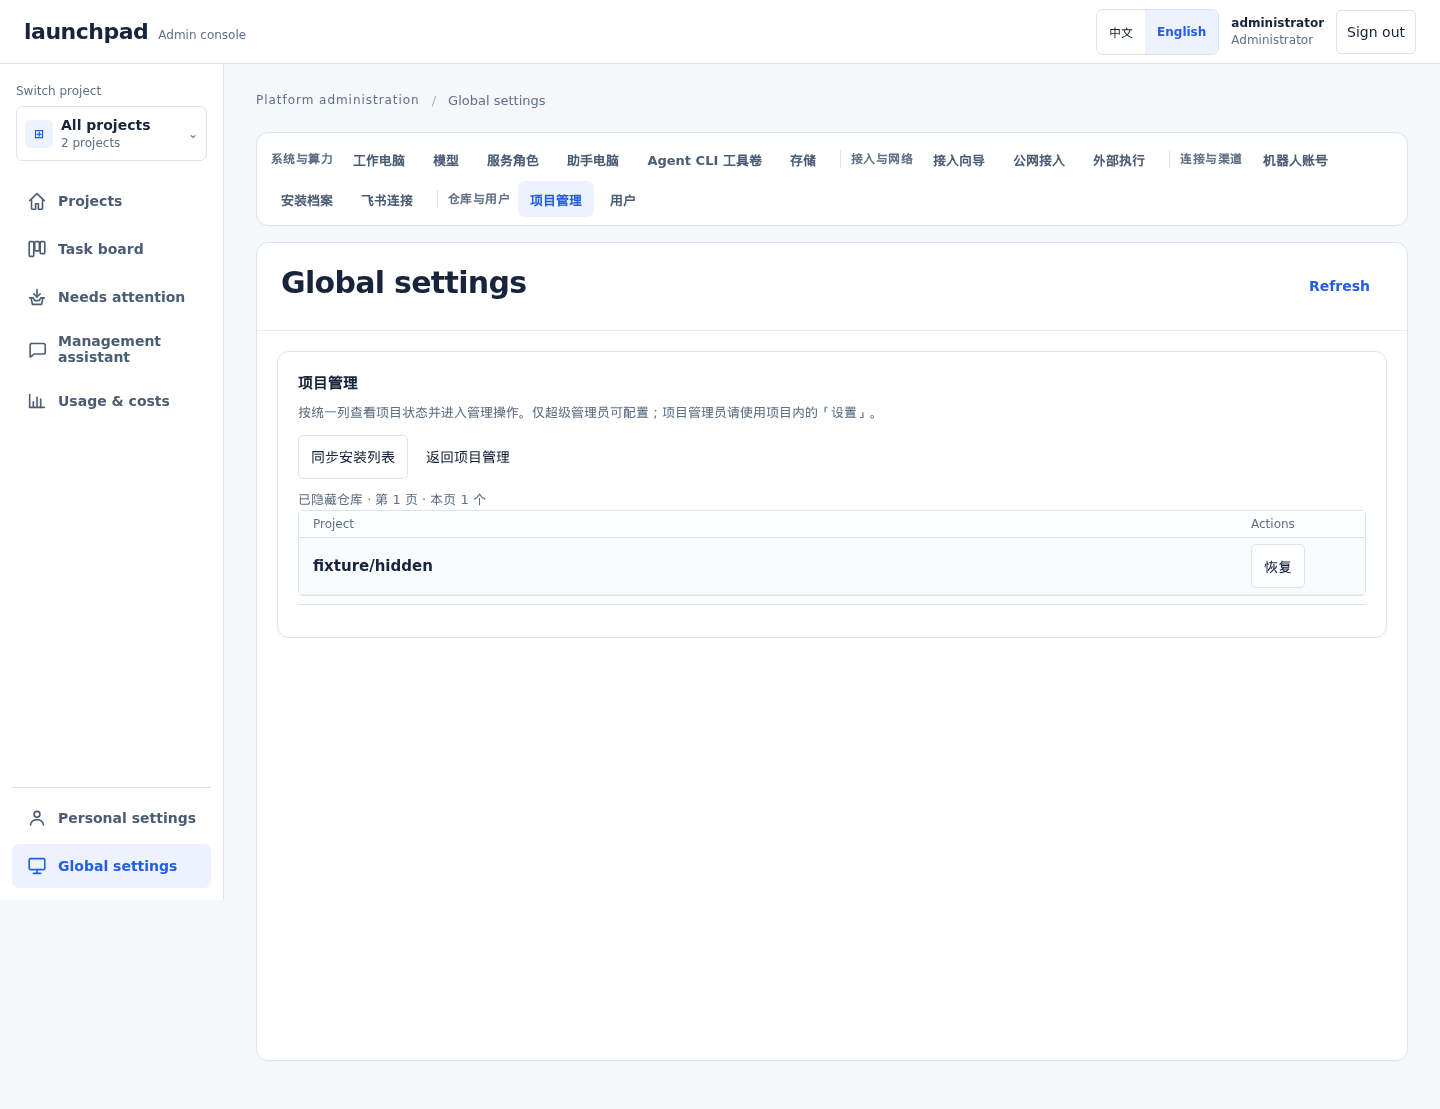 launchpad Admin console
中文 English
administrator
Administrator
Sign out
Switch project
All projects
2 projects
Projects
Task board
Needs attention
Management
assistant
Usage & costs
Personal settings
Global settings
Platform administration / Global settings
系统与算力 工作电脑 模型 服务角色 助手电脑 Agent CLI 工具卷 存储 接入与网络 接入向导 公网接入 外部执行 连接与渠道 机器人账号
安装档案 飞书连接 仓库与用户 项目管理 用户
Global settings
Refresh
项目管理
按统一列查看项目状态并进入管理操作。仅超级管理员可配置；项目管理员请使用项目内的「设置」。
同步安装列表 返回项目管理
已隐藏仓库 · 第 1 页 · 本页 1 个
Project Actions
fixture/hidden 恢复